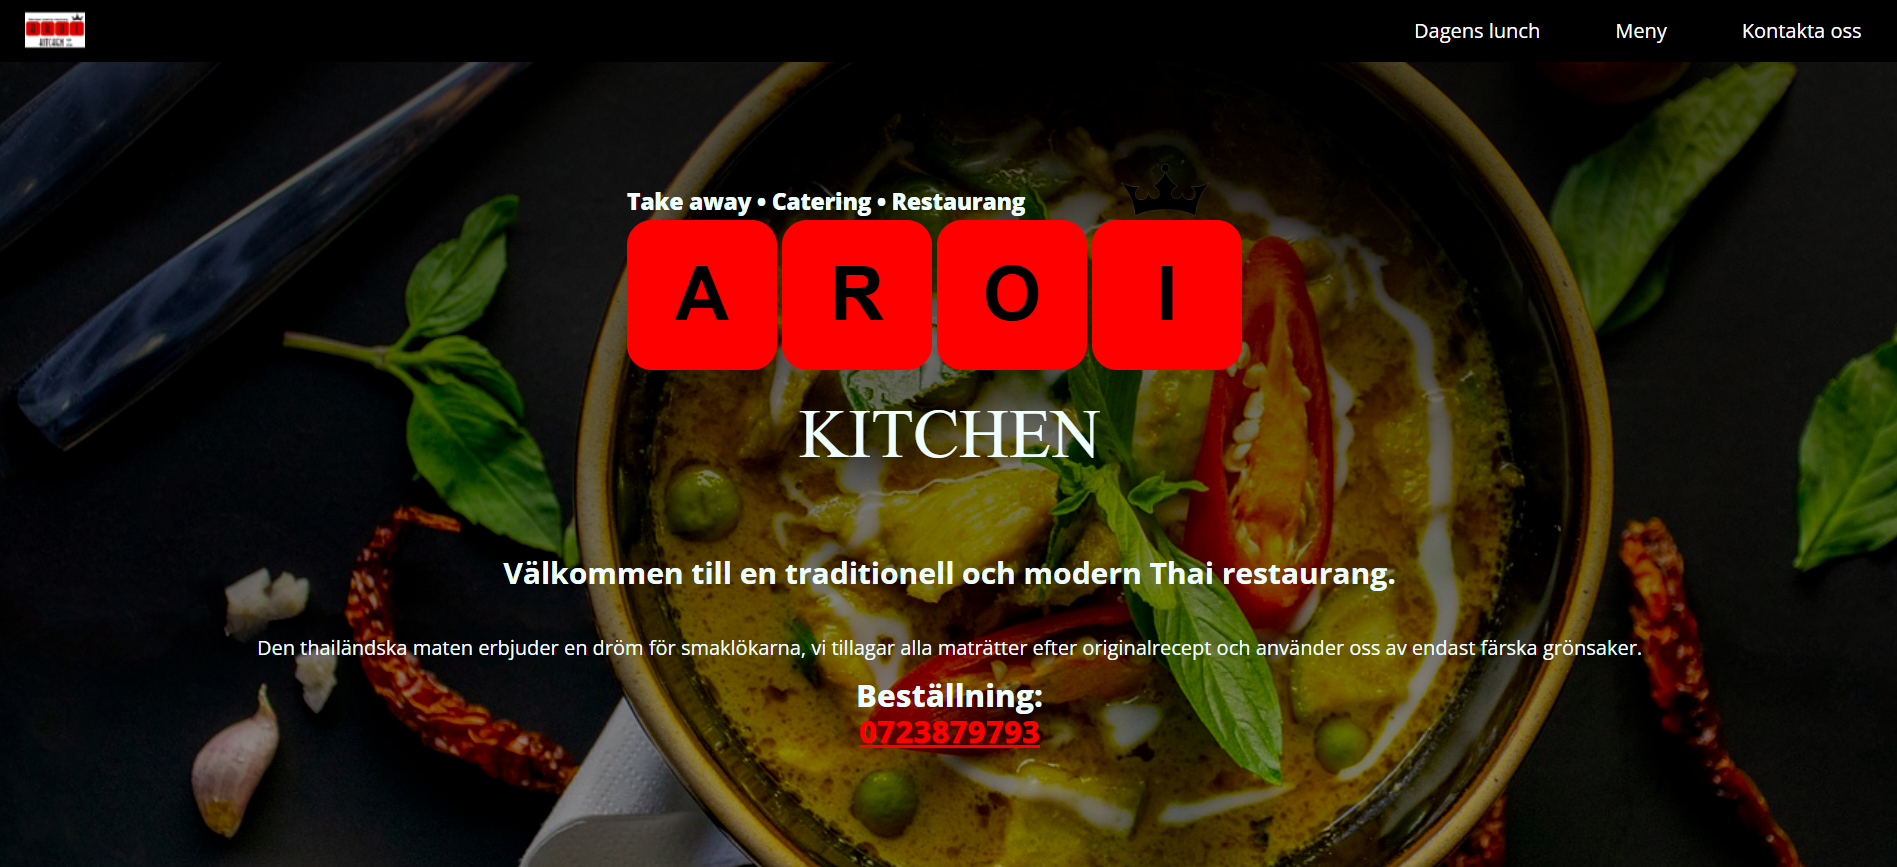 Dagens lunch Meny Kontakta oss
Take away • Catering • Restaurang
A R O I
KITCHEN
Välkommen till en traditionell och modern Thai restaurang.
Den thailändska maten erbjuder en dröm för smaklökarna, vi tillagar alla maträtter efter originalrecept och använder oss av endast färska grönsaker.
Beställning:
0723879793